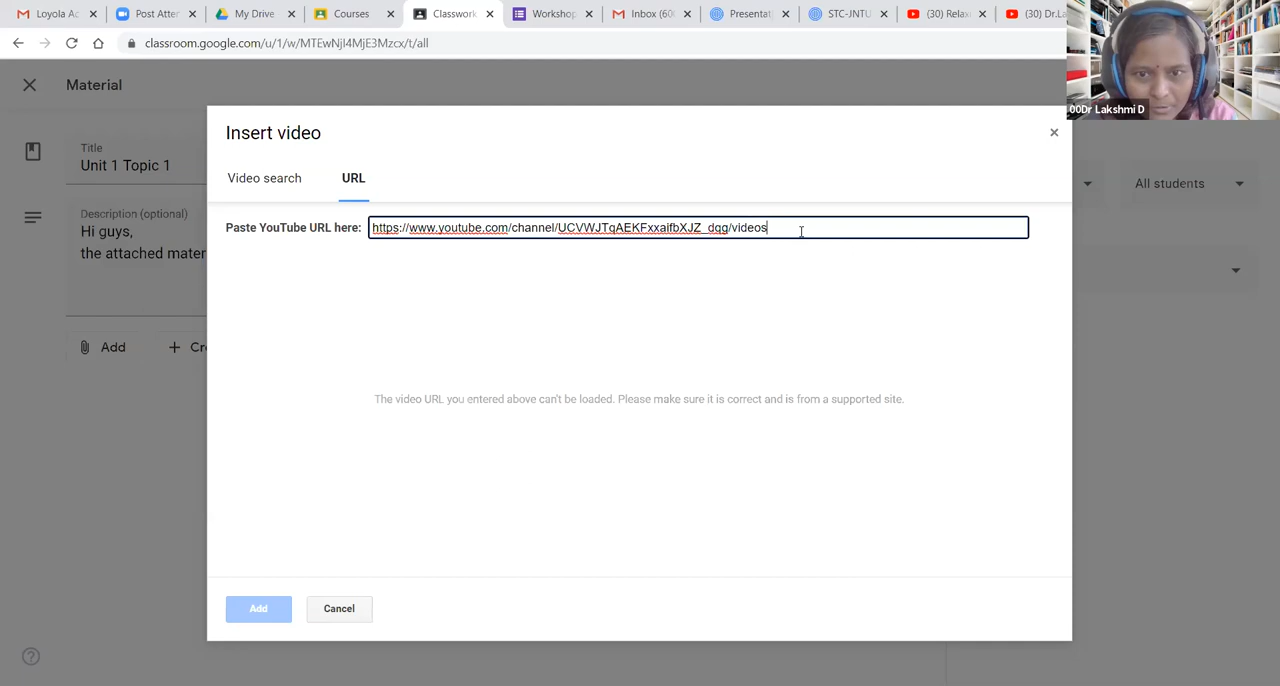 Loyola Ac
Post Atter
My Drive
Courses
Classwork
Workshop
Inbox (60
Presentat
STC-JNTU
(30) Relax
(30) Dr.La
classroom.google.com/u/1/w/MTEwNjI4MjE3Mzcx/t/all
00Dr Lakshmi D
Material
Title
Unit 1 Topic 1
Description (optional)
Hi guys,
the attached mater
Add
Cre
All students
Insert video
Video search
URL
Paste YouTube URL here:
https://www.youtube.com/channel/UCVWJTqAEKFxxaifbXJZ_dqg/videos
The video URL you entered above can't be loaded. Please make sure it is correct and is from a supported site.
Add
Cancel